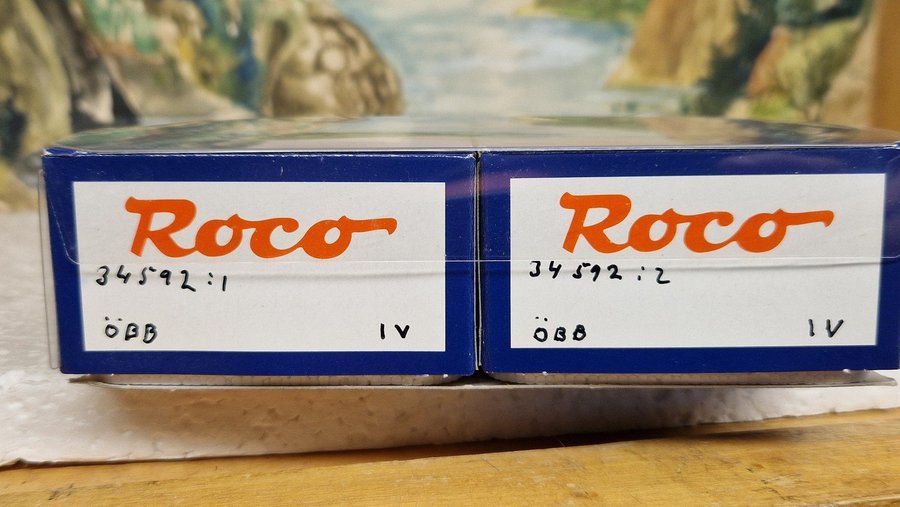 Roco
34592:1
ÖBB IV
Roco
34592:2
ÖBB IV